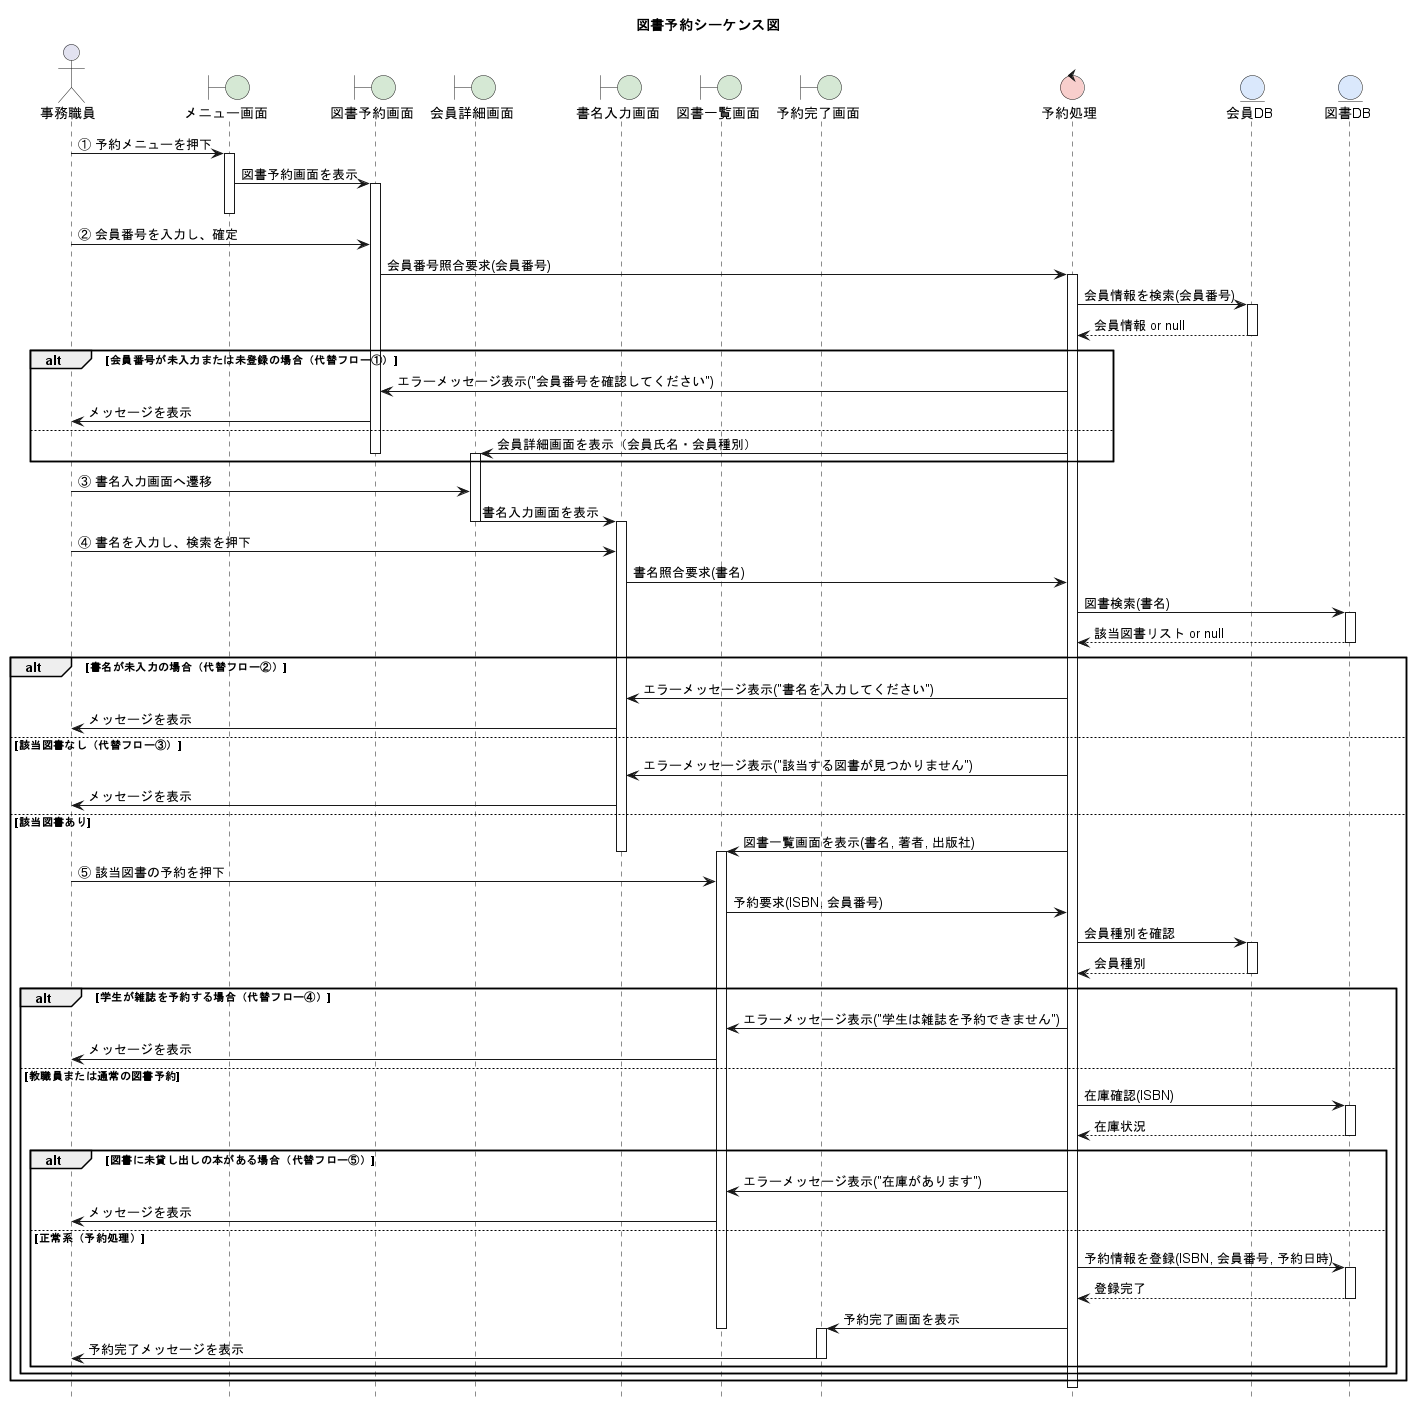 図書予約シーケンス図
事務職員
メニュー画面
図書予約画面
会員詳細画面
書名入力画面
図書一覧画面
予約完了画面
予約処理
会員DB
図書DB
① 予約メニューを押下
図書予約画面を表示
② 会員番号を入力し、確定
会員番号照合要求(会員番号)
会員情報を検索(会員番号)
会員情報 or null
alt [会員番号が未入力または未登録の場合（代替フロー①）]
エラーメッセージ表示("会員番号を確認してください")
メッセージを表示
会員詳細画面を表示（会員氏名・会員種別）
③ 書名入力画面へ遷移
書名入力画面を表示
④ 書名を入力し、検索を押下
書名照合要求(書名)
図書検索(書名)
該当図書リスト or null
alt [書名が未入力の場合（代替フロー②）]
エラーメッセージ表示("書名を入力してください")
メッセージを表示
[該当図書なし（代替フロー③）]
エラーメッセージ表示("該当する図書が見つかりません")
メッセージを表示
[該当図書あり]
図書一覧画面を表示(書名, 著者, 出版社)
⑤ 該当図書の予約を押下
予約要求(ISBN, 会員番号)
会員種別を確認
会員種別
alt [学生が雑誌を予約する場合（代替フロー④）]
エラーメッセージ表示("学生は雑誌を予約できません")
メッセージを表示
[教職員または通常の図書予約]
在庫確認(ISBN)
在庫状況
alt [図書に未貸し出しの本がある場合（代替フロー⑤）]
エラーメッセージ表示("在庫があります")
メッセージを表示
[正常系（予約処理）]
予約情報を登録(ISBN, 会員番号, 予約日時)
登録完了
予約完了画面を表示
予約完了メッセージを表示